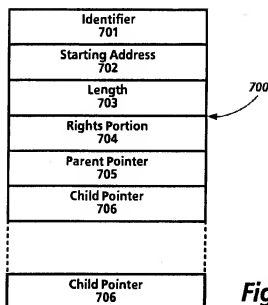 Identifier
701
Starting Address
702
Length
703
700
Rights Portion
704
Parent Pointer
705
Child Pointer
706
Child Pointer
706
Fig